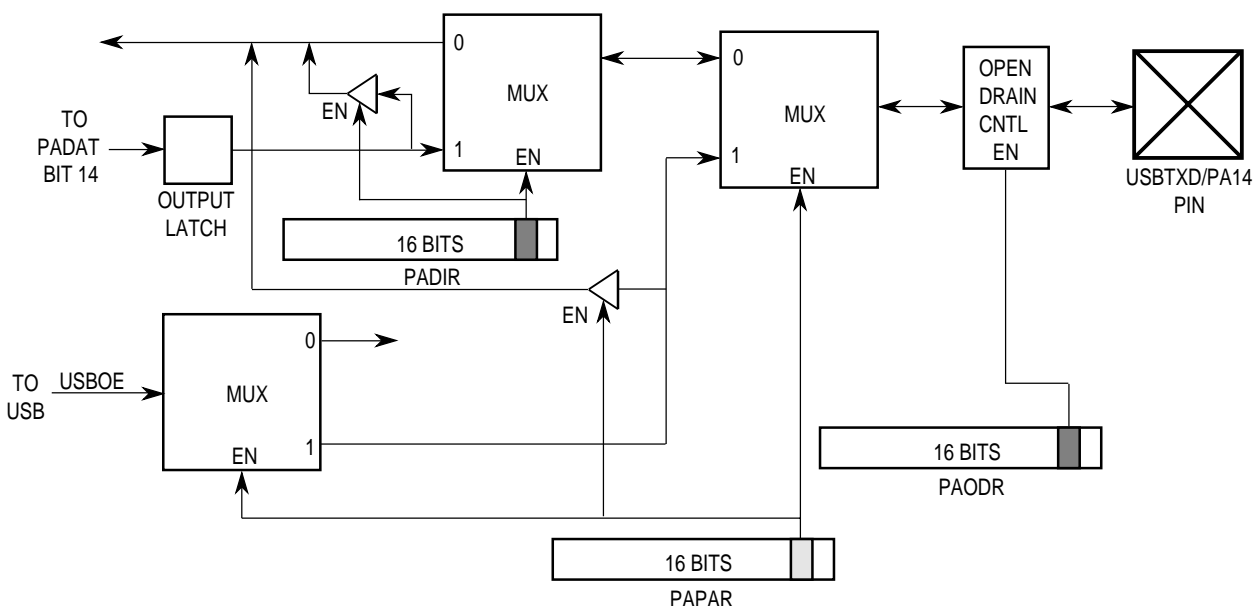 0
MUX
1
EN
EN
TO
PADAT
BIT 14
OUTPUT
LATCH
16 BITS
PADIR
0
MUX
1
EN
OPEN
DRAIN
CNTL
EN
USBTXD/PA14
PIN
EN
TO
USB
USBOE
0
MUX
1
EN
16 BITS
PAODR
16 BITS
PAPAR